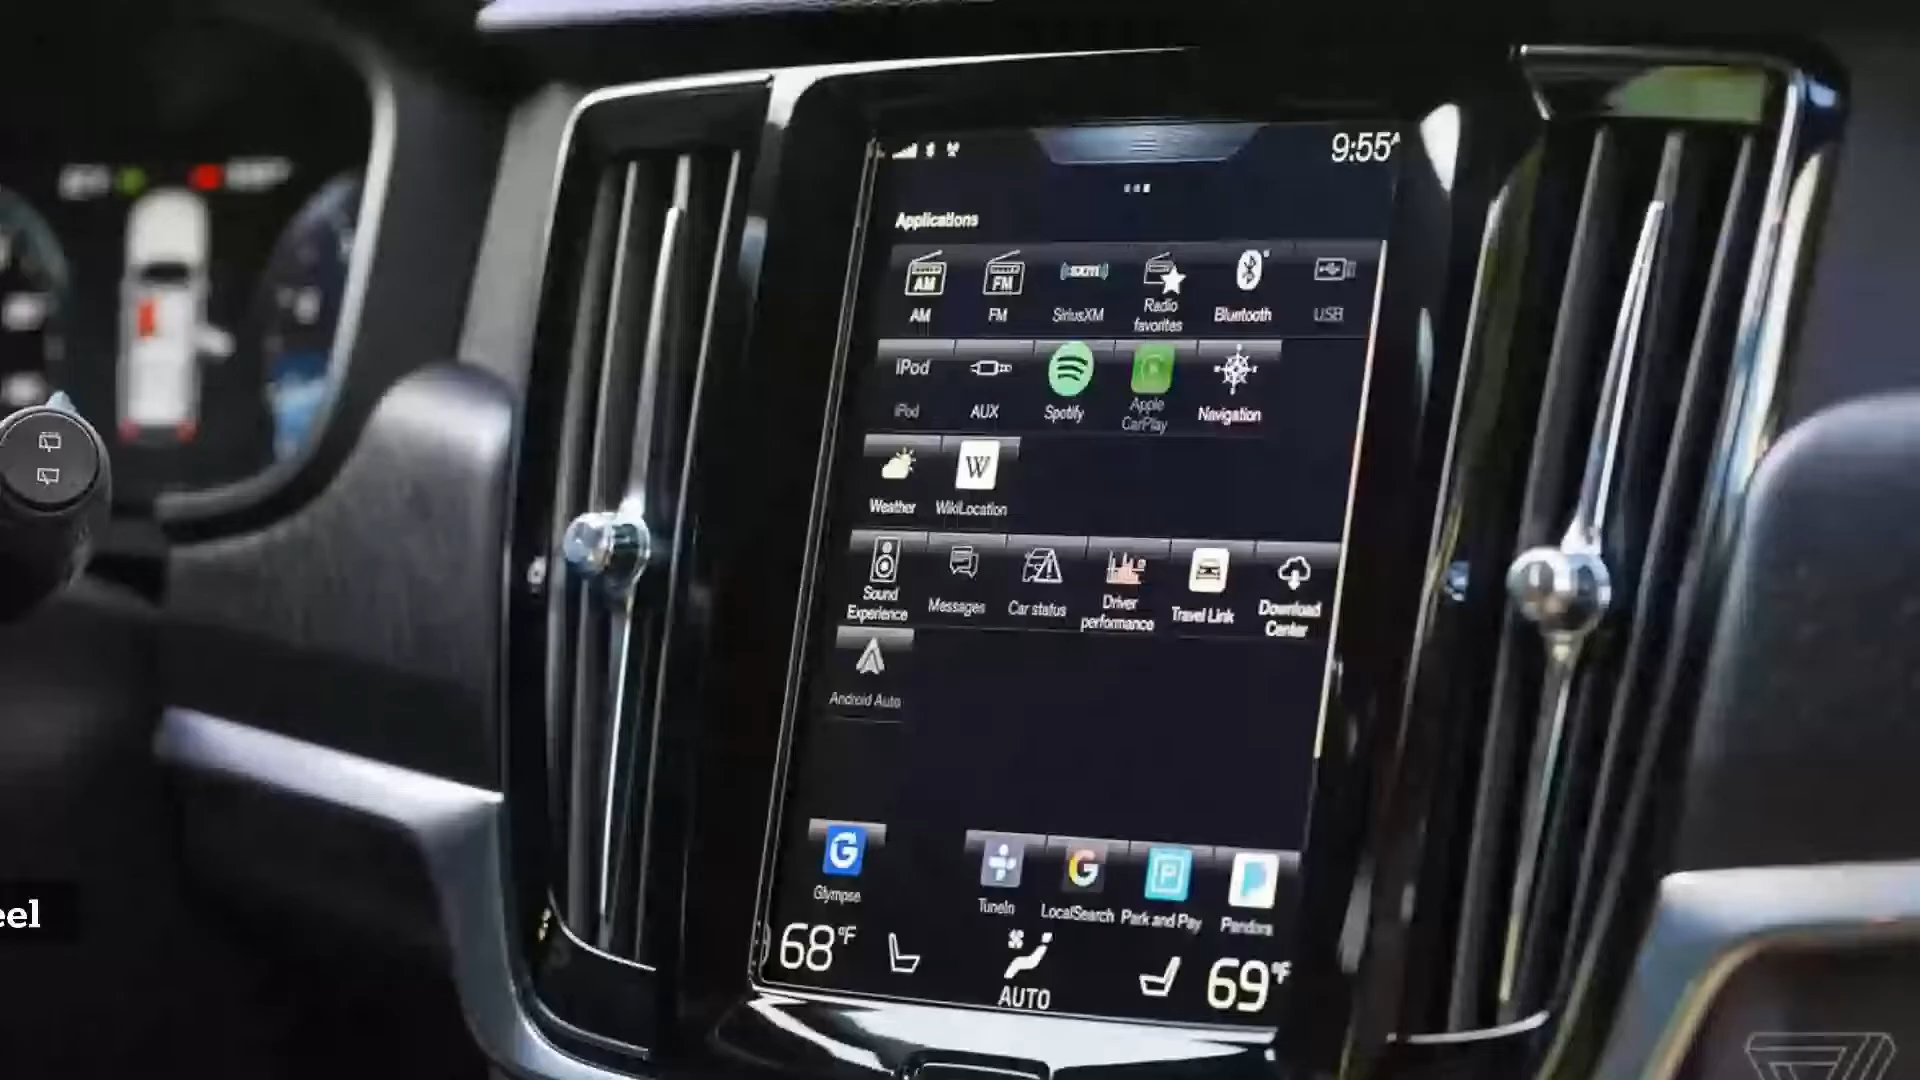 9:55ᴬ
Applications
AM
FM
sxm
AM
FM
SiriusXM
Radio
favorites
Bluetooth
USB
iPod
iPod
AUX
Spotify
Apple
CarPlay
Navigation
W
Weather
WikiLocation
Sound
Experience
Messages
Car status
Driver
performance
Travel Link
Download
Center
Android Auto
G
G
P
Glympse
TuneIn
LocalSearch
Park and Pay
Pandora
68°F
AUTO
69°F
eel